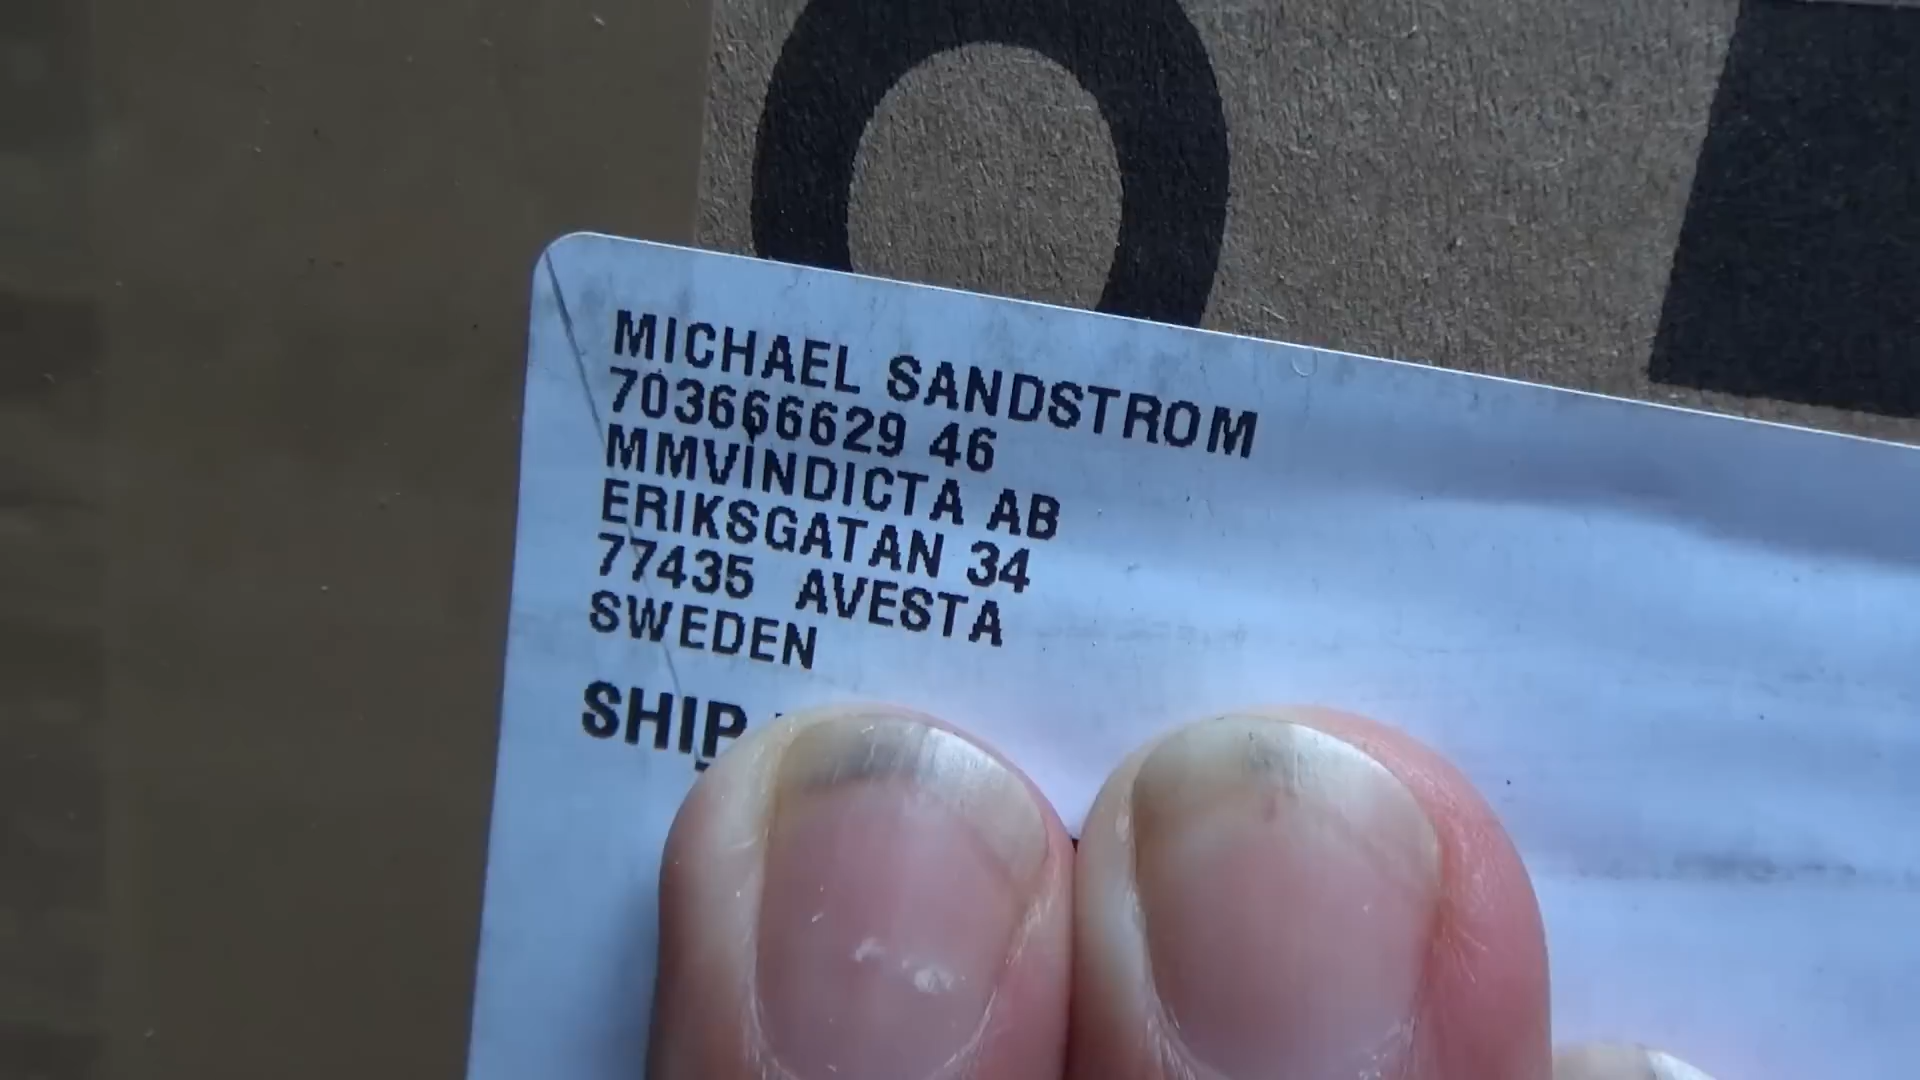 MICHAEL SANDSTROM
703666629 46
MMVINDICTA AB
ERIKSGATAN 34
77435 AVESTA
SWEDEN
SHIP